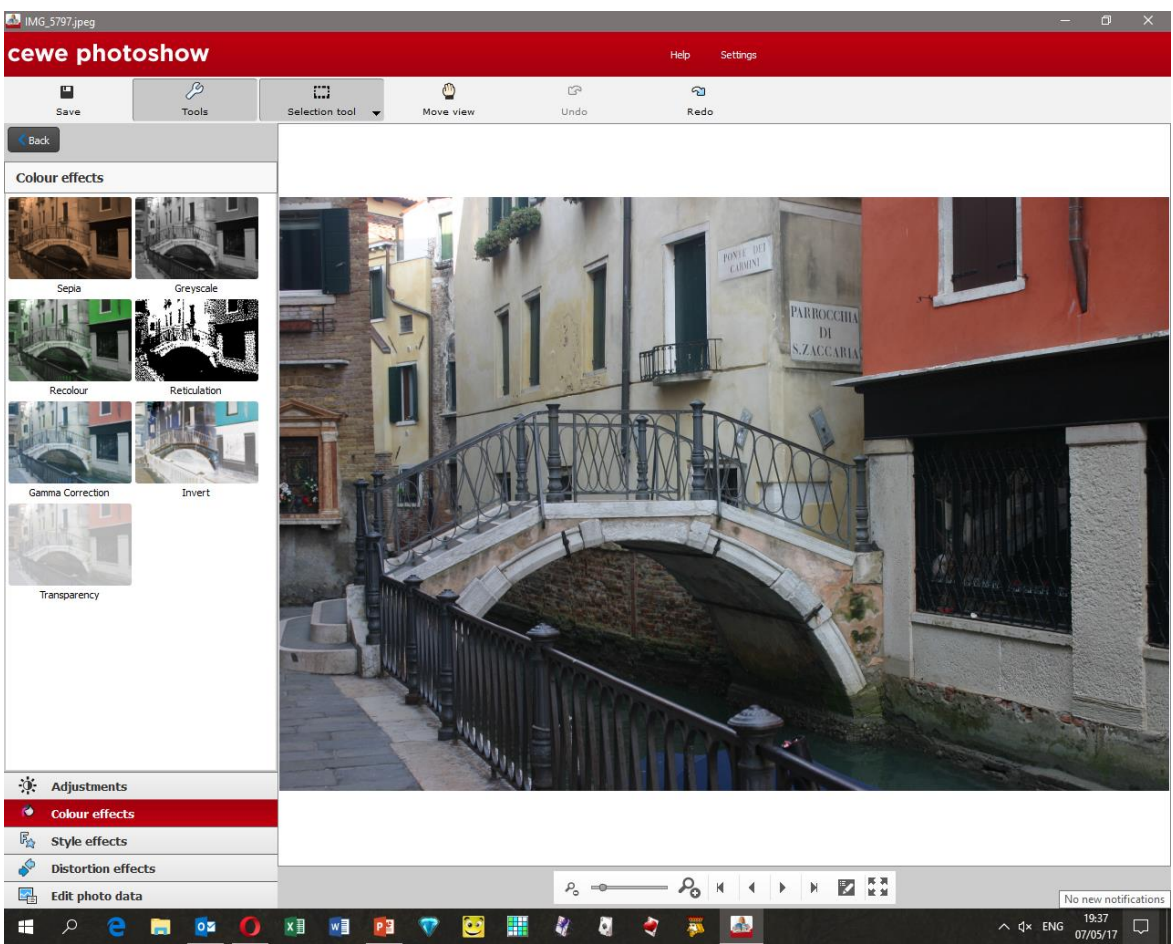 IMG_5797.jpeg
cewe photoshow
Help Settings
Save Tools Selection tool Move view Undo Redo
Back
Colour effects
Sepia Greyscale
Recolour Reticulation
Gamma Correction Invert
Transparency
PONTE DEI
CARMINI
PARROCCHIA
DI
S.ZACCARIA
Adjustments
Colour effects
Style effects
Distortion effects
Edit photo data
No new notifications
ENG
19:37
07/05/17